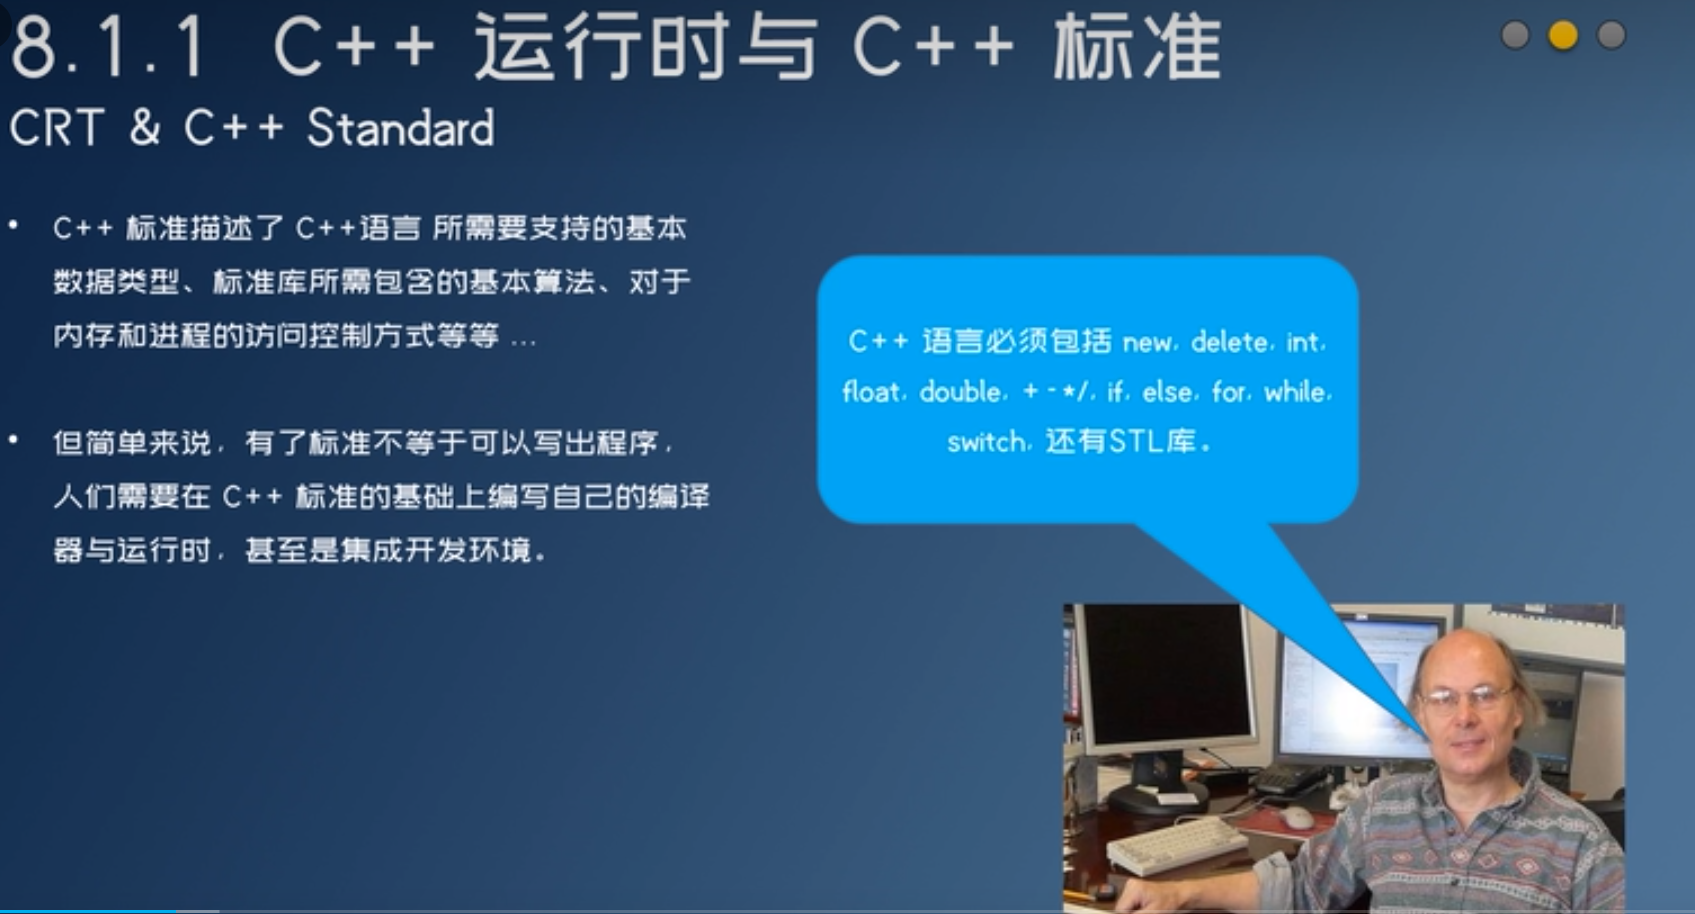 8.1.1 C++ 运行时与 C++ 标准
CRT & C++ Standard
• C++ 标准描述了 C++语言 所需要支持的基本
数据类型、标准库所需包含的基本算法、对于
内存和进程的访问控制方式等等 ...
• 但简单来说，有了标准不等于可以写出程序，
人们需要在 C++ 标准的基础上编写自己的编译
器与运行时，甚至是集成开发环境。
C++ 语言必须包括 new, delete, int,
float, double, + - */, if, else, for, while,
switch, 还有STL库。